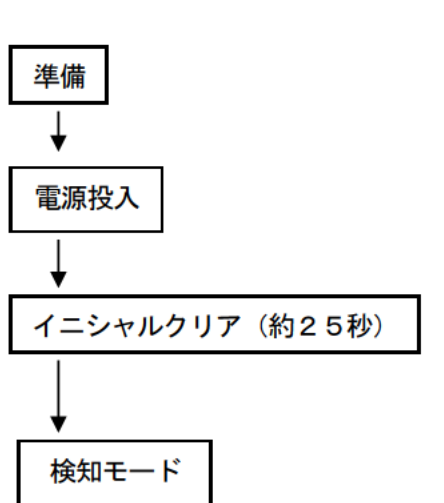 準備
電源投入
イニシャルクリア（約２５秒）
検知モード